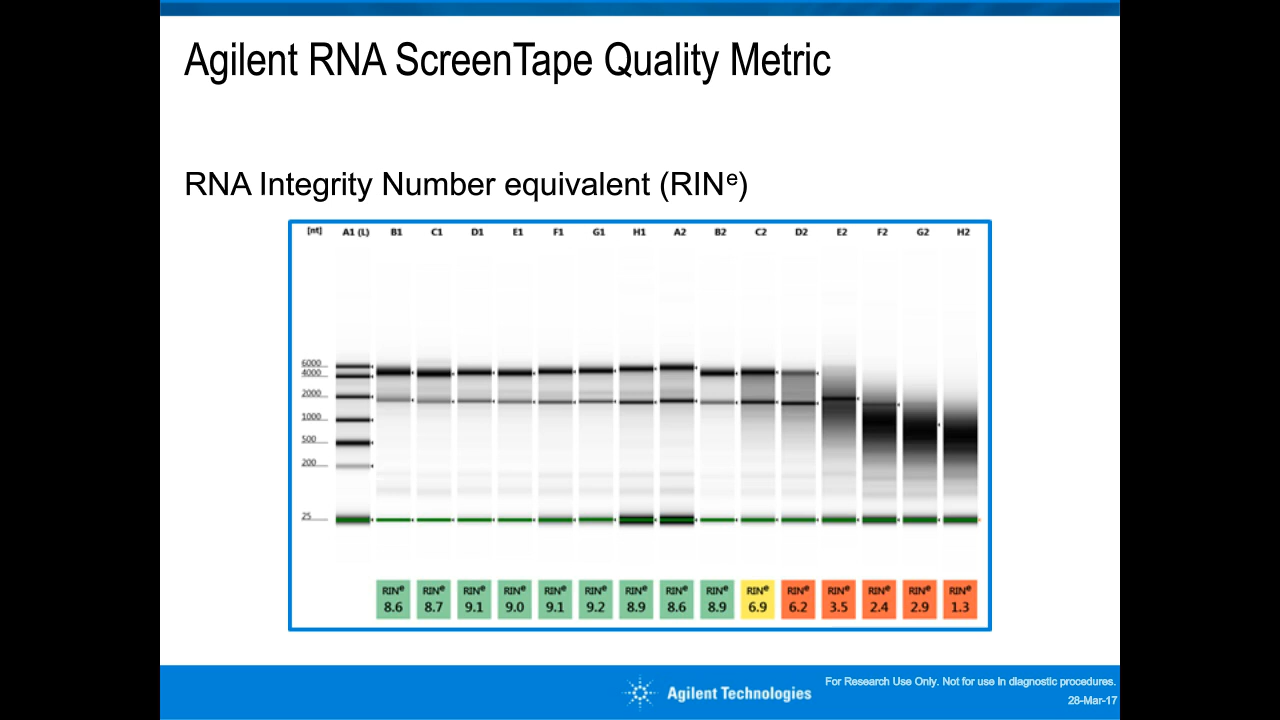 Agilent RNA ScreenTape Quality Metric
RNA Integrity Number equivalent (RINᵉ)
[nt] A1 (L) B1 C1 D1 E1 F1 G1 H1 A2 B2 C2 D2 E2 F2 G2 H2
6000
4000
2000
1000
500
200
25
RINᵉ RINᵉ RINᵉ RINᵉ RINᵉ RINᵉ RINᵉ RINᵉ RINᵉ RINᵉ RINᵉ RINᵉ RINᵉ RINᵉ RINᵉ
8.6 8.7 9.1 9.0 9.1 9.2 8.9 8.6 8.9 6.9 6.2 3.5 2.4 2.9 1.3
Agilent Technologies
For Research Use Only. Not for use in diagnostic procedures.
28-Mar-17